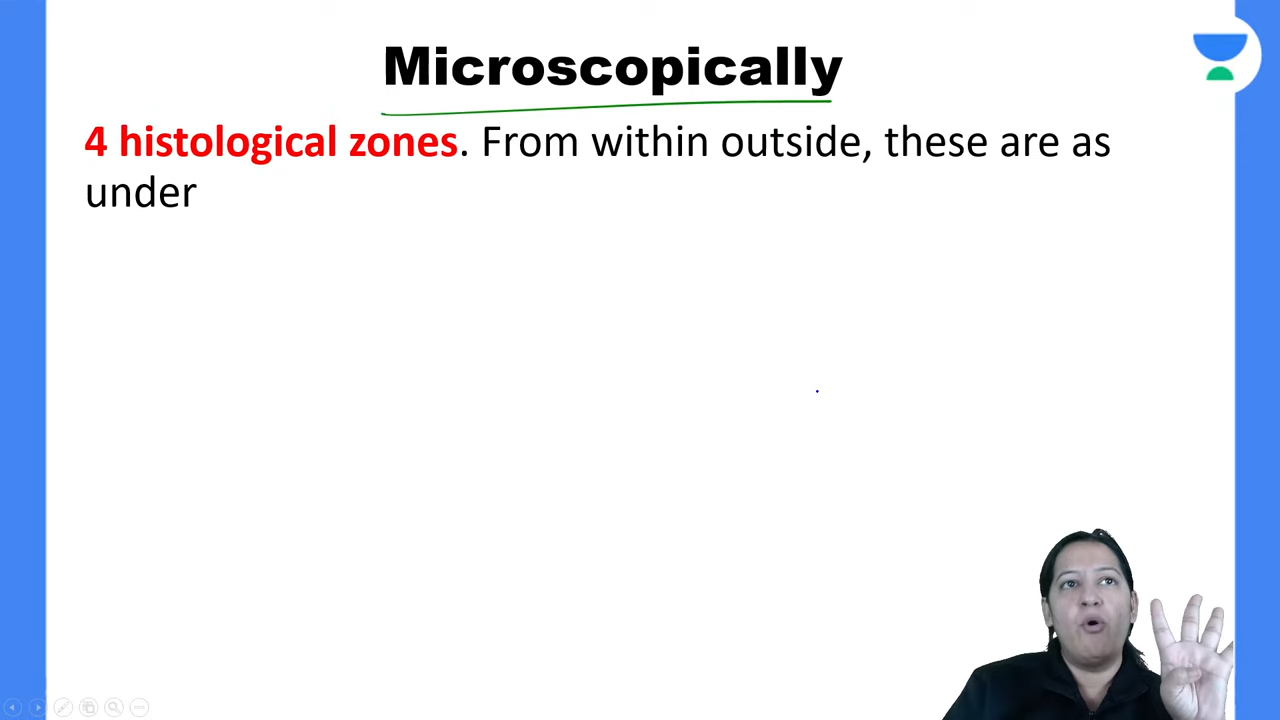 Microscopically
4 histological zones. From within outside, these are as
under